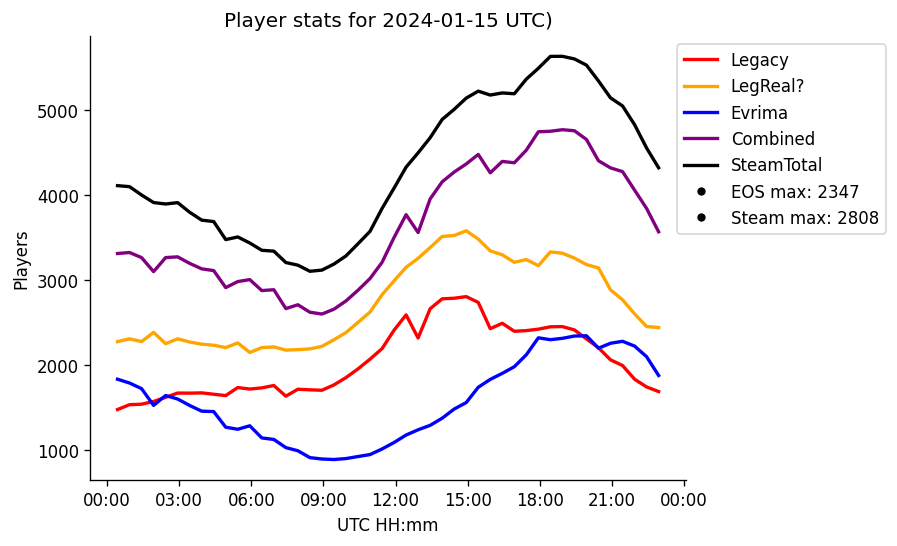 Player stats for 2024-01-15 UTC)
Legacy
LegReal?
Evrima
Combined
SteamTotal
EOS max: 2347
Steam max: 2808
Players
5000
4000
3000
2000
1000
00:00 03:00 06:00 09:00 12:00 15:00 18:00 21:00 00:00
UTC HH:mm